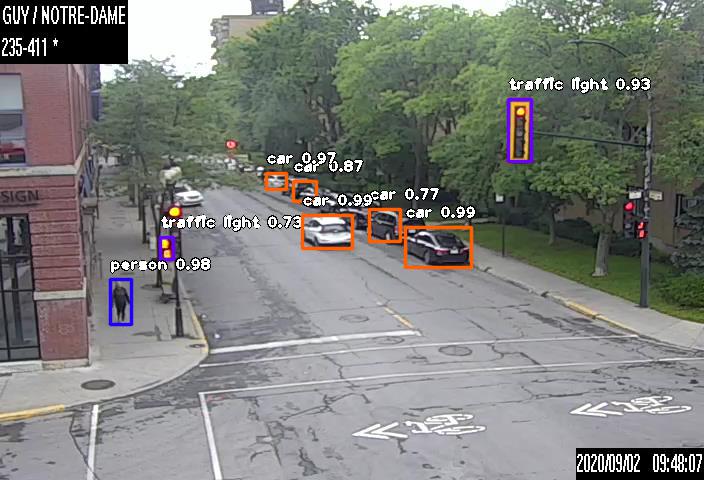 GUY / NOTRE-DAME
235-411 *
traffic light 0.93
car 0.97
car 0.87
car 0.99
car 0.77
car 0.99
traffic light 0.73
person 0.98
SIGN
2020/09/02 09:48:07